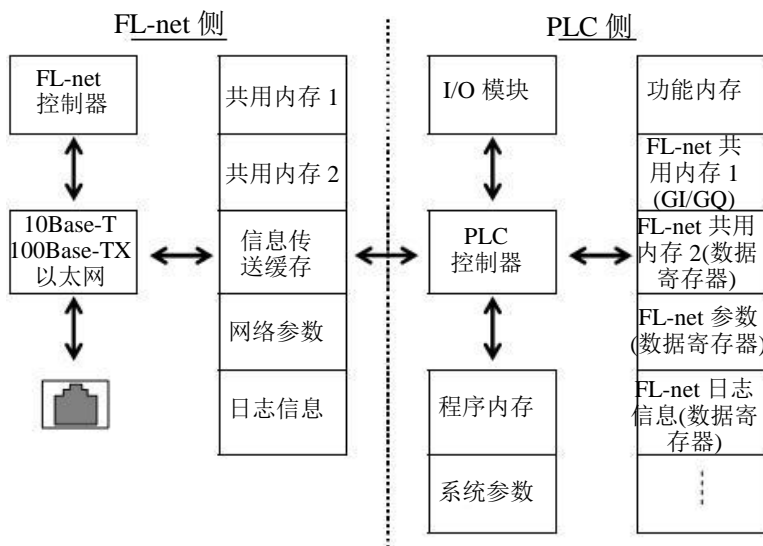 FL-net 侧
PLC 侧
FL-net
控制器
10Base-T
100Base-TX
以太网
共用内存 1
共用内存 2
信息传
送缓存
网络参数
日志信息
I/O 模块
PLC
控制器
程序内存
系统参数
功能内存
FL-net 共
用内存 1
(GI/GQ)
FL-net 共用
内存 2(数据
寄存器)
FL-net 参数
(数据寄存器)
FL-net 日志
信息(数据寄
存器)